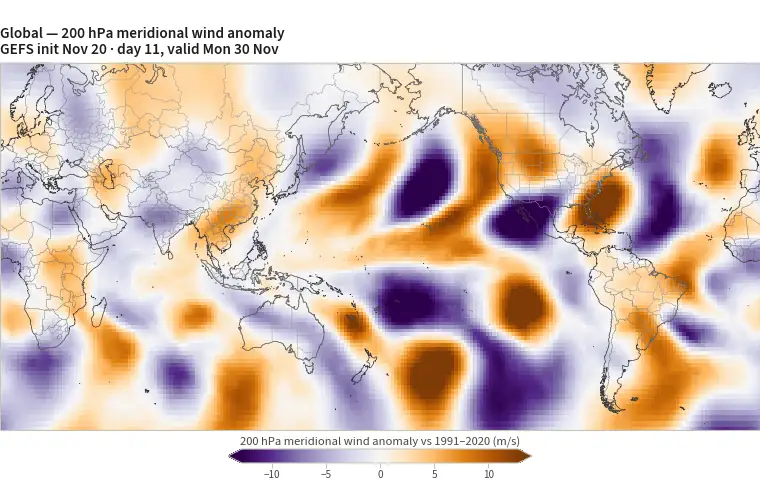 Global — 200 hPa meridional wind anomaly
GEFS init Nov 20 · day 11, valid Mon 30 Nov
200 hPa meridional wind anomaly vs 1991–2020 (m/s)
−10 −5 0 5 10